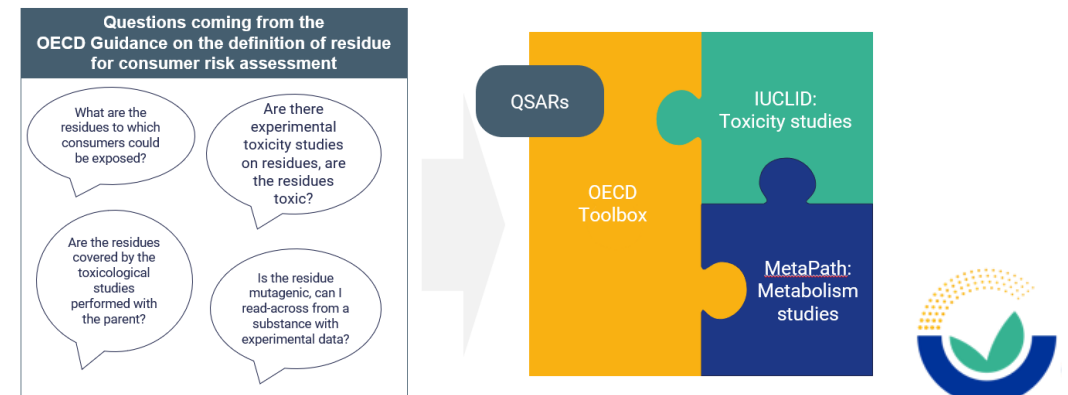 Questions coming from the
OECD Guidance on the definition of residue
for consumer risk assessment
What are the
residues to which
consumers could
be exposed?
Are there
experimental
toxicity studies
on residues, are
the residues
toxic?
Are the residues
covered by the
toxicological
studies
performed with
the parent?
Is the residue
mutagenic, can I
read-across from a
substance with
experimental data?
QSARs
OECD
Toolbox
IUCLID:
Toxicity studies
MetaPath:
Metabolism
studies